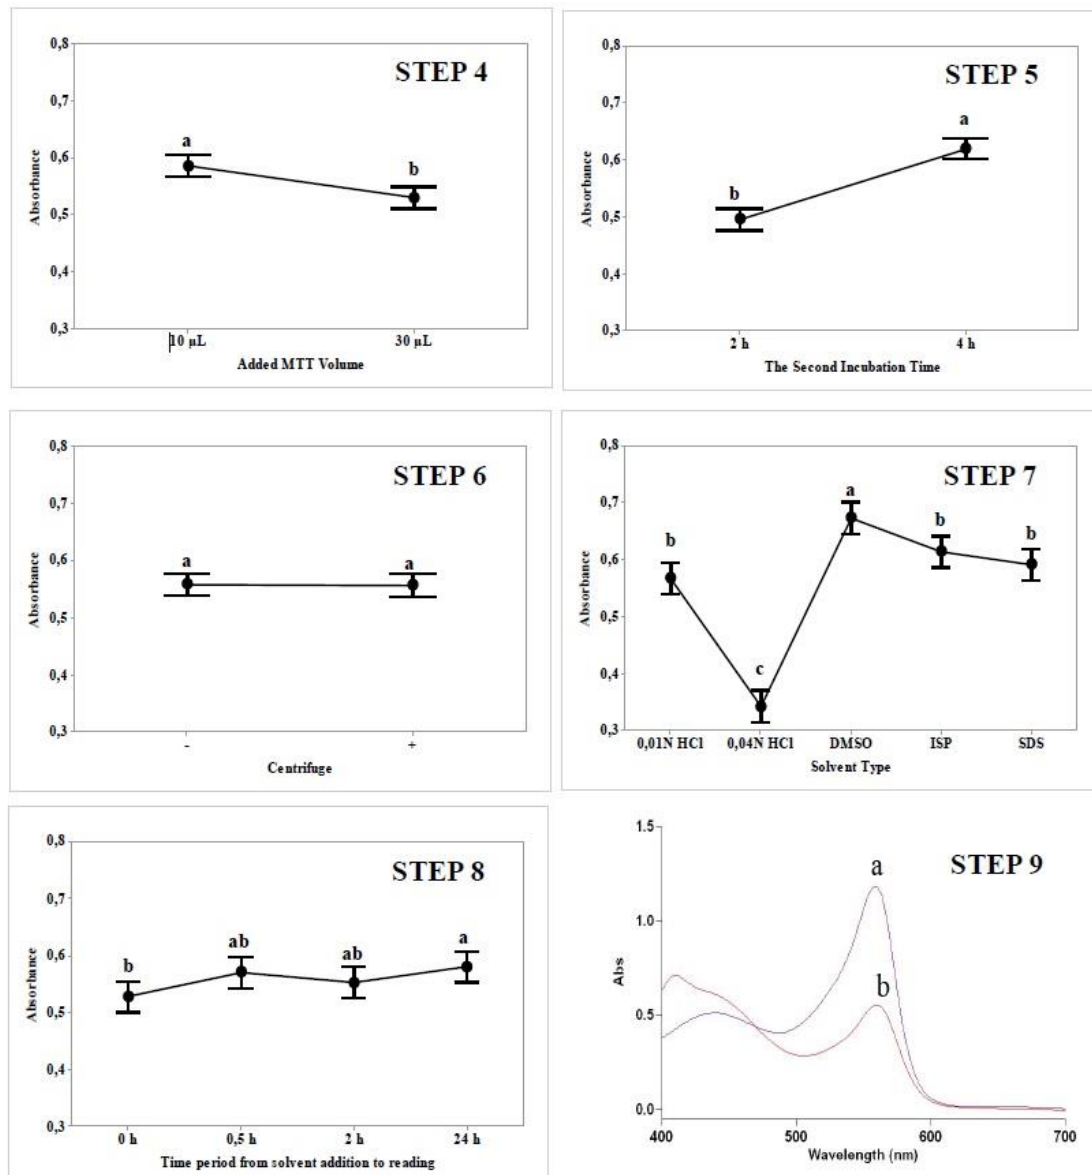 0,8
STEP 4
0,7
a
0,6
b
Absorbance
0,5
0,4
0,3
10 µL 30 µL
Added MTT Volume
0,8
STEP 5
0,7
a
0,6
b
Absorbance
0,5
0,4
0,3
2 h 4 h
The Second Incubation Time
0,8
STEP 6
0,7
a a
0,6
Absorbance
0,5
0,4
0,3
- +
Centrifuge
0,8
STEP 7
0,7
a
b b b
0,6
Absorbance
0,5
c
0,4
0,3
0,01N HCl 0,04N HCl DMSO ISP SDS
Solvent Type
0,8
STEP 8
0,7
b ab ab a
0,6
Absorbance
0,5
0,4
0,3
0 h 0,5 h 2 h 24 h
Time period from solvent addition to reading
1.5
STEP 9
a
1.0
b
Abs
0.5
0.0
400 500 600 700
Wavelength (nm)